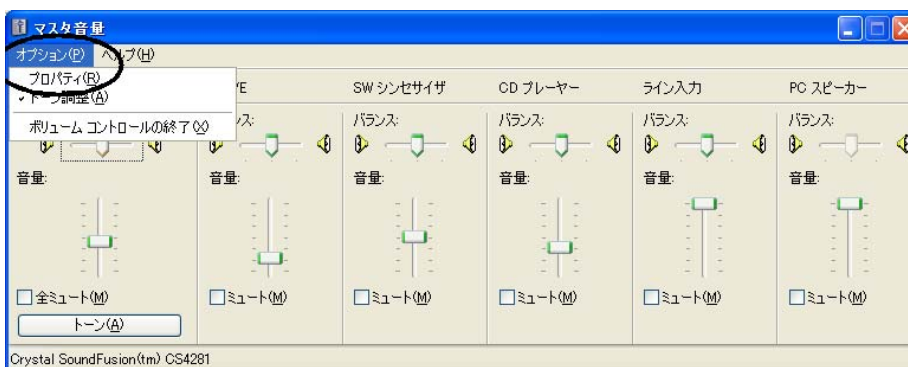 マスタ音量
オプション(P) ヘルプ(H)
プロパティ(R)
トーン調整(A)
ボリューム コントロールの終了(X)
SW シンセサイザ
CD プレーヤー
ライン入力
PC スピーカー
バランス:
バランス:
バランス:
バランス:
音量:
音量:
音量:
音量:
音量:
音量:
全ミュート(M)
ミュート(M)
ミュート(M)
ミュート(M)
ミュート(M)
ミュート(M)
トーン(A)
Crystal SoundFusion(tm) CS4281